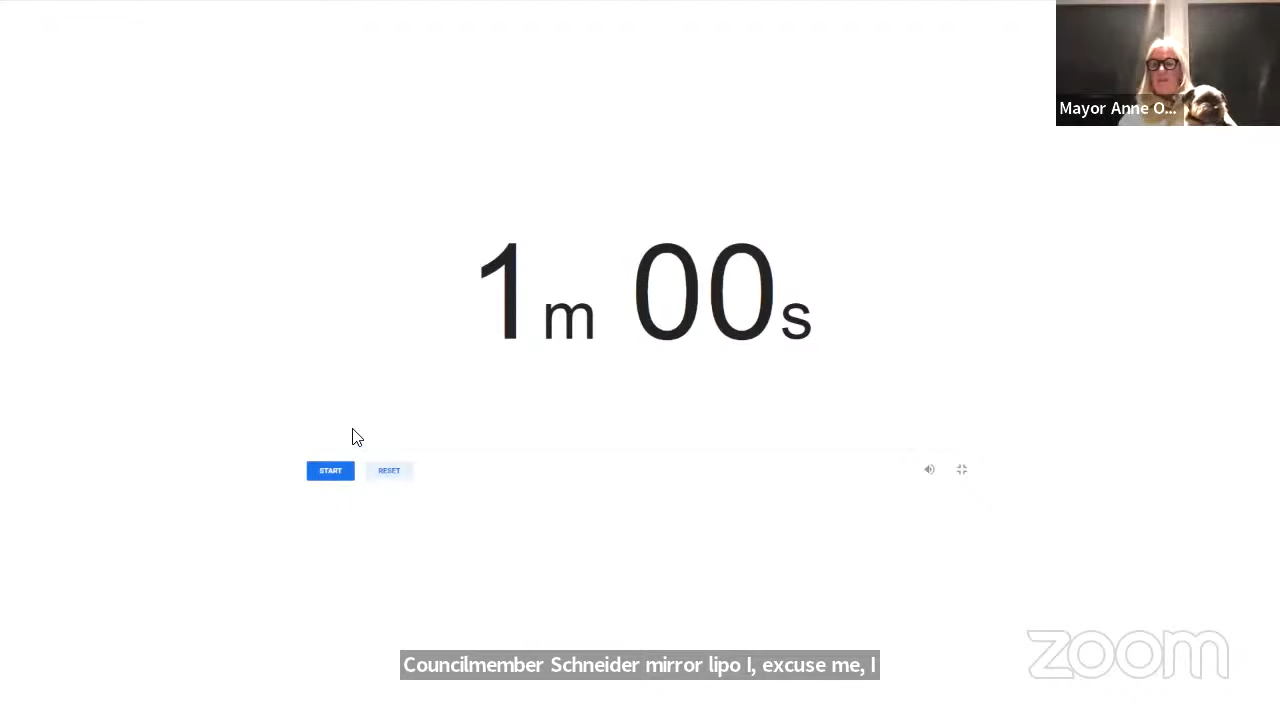 Mayor Anne O...
1m 00s
START RESET
Councilmember Schneider mirror lipo I, excuse me, I
zoom